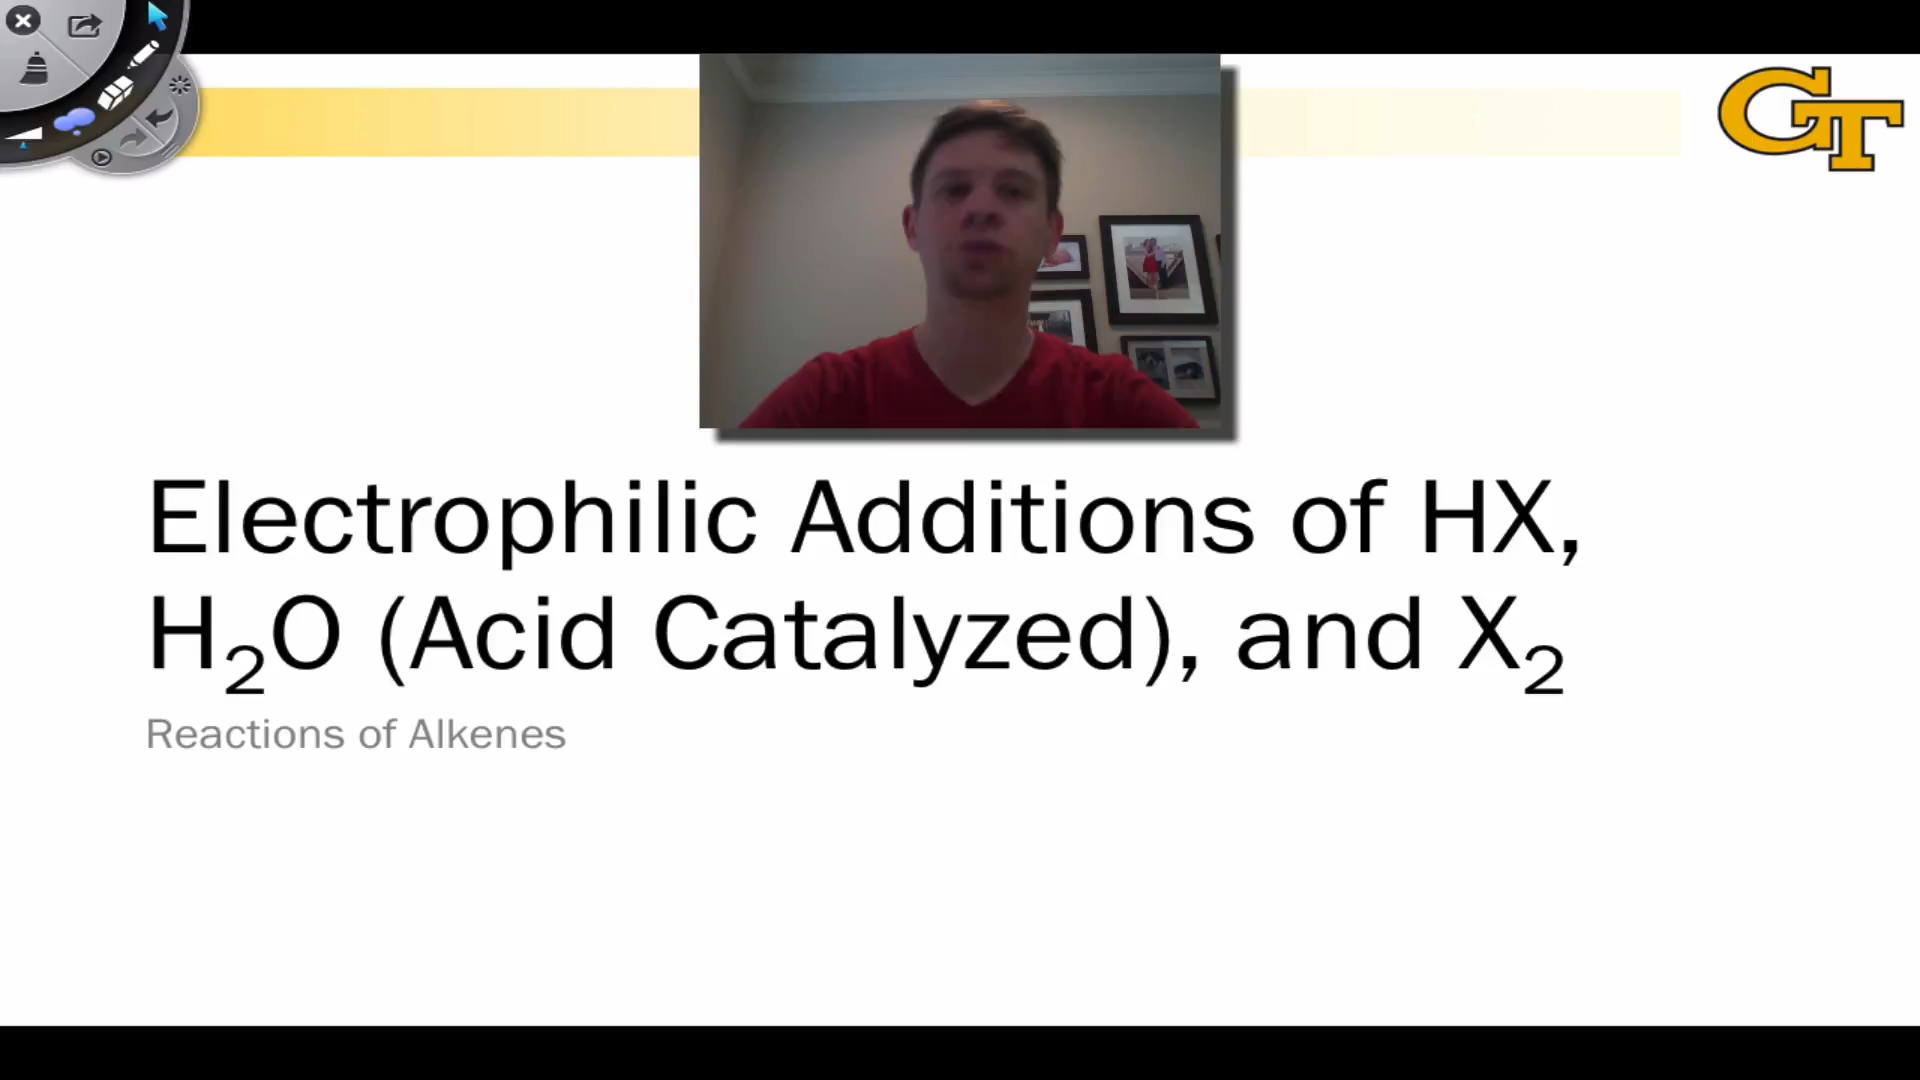 GT
Electrophilic Additions of HX,
H₂O (Acid Catalyzed), and X₂
Reactions of Alkenes